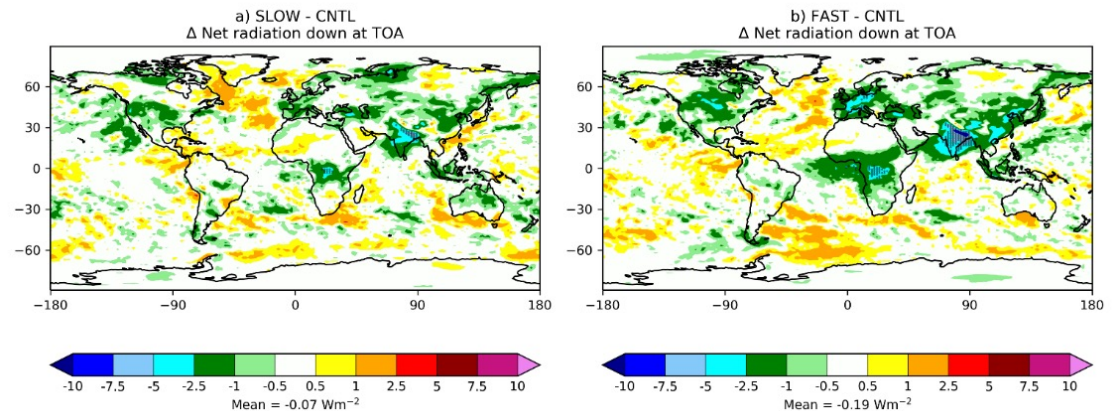 a) SLOW - CNTL
Δ Net radiation down at TOA
60
30
0
−30
−60
−180 −90 0 90 180
-10 -7.5 -5 -2.5 -1 -0.5 0.5 1 2.5 5 7.5 10
Mean = -0.07 Wm⁻²
b) FAST - CNTL
Δ Net radiation down at TOA
60
30
0
−30
−60
−180 −90 0 90 180
-10 -7.5 -5 -2.5 -1 -0.5 0.5 1 2.5 5 7.5 10
Mean = -0.19 Wm⁻²